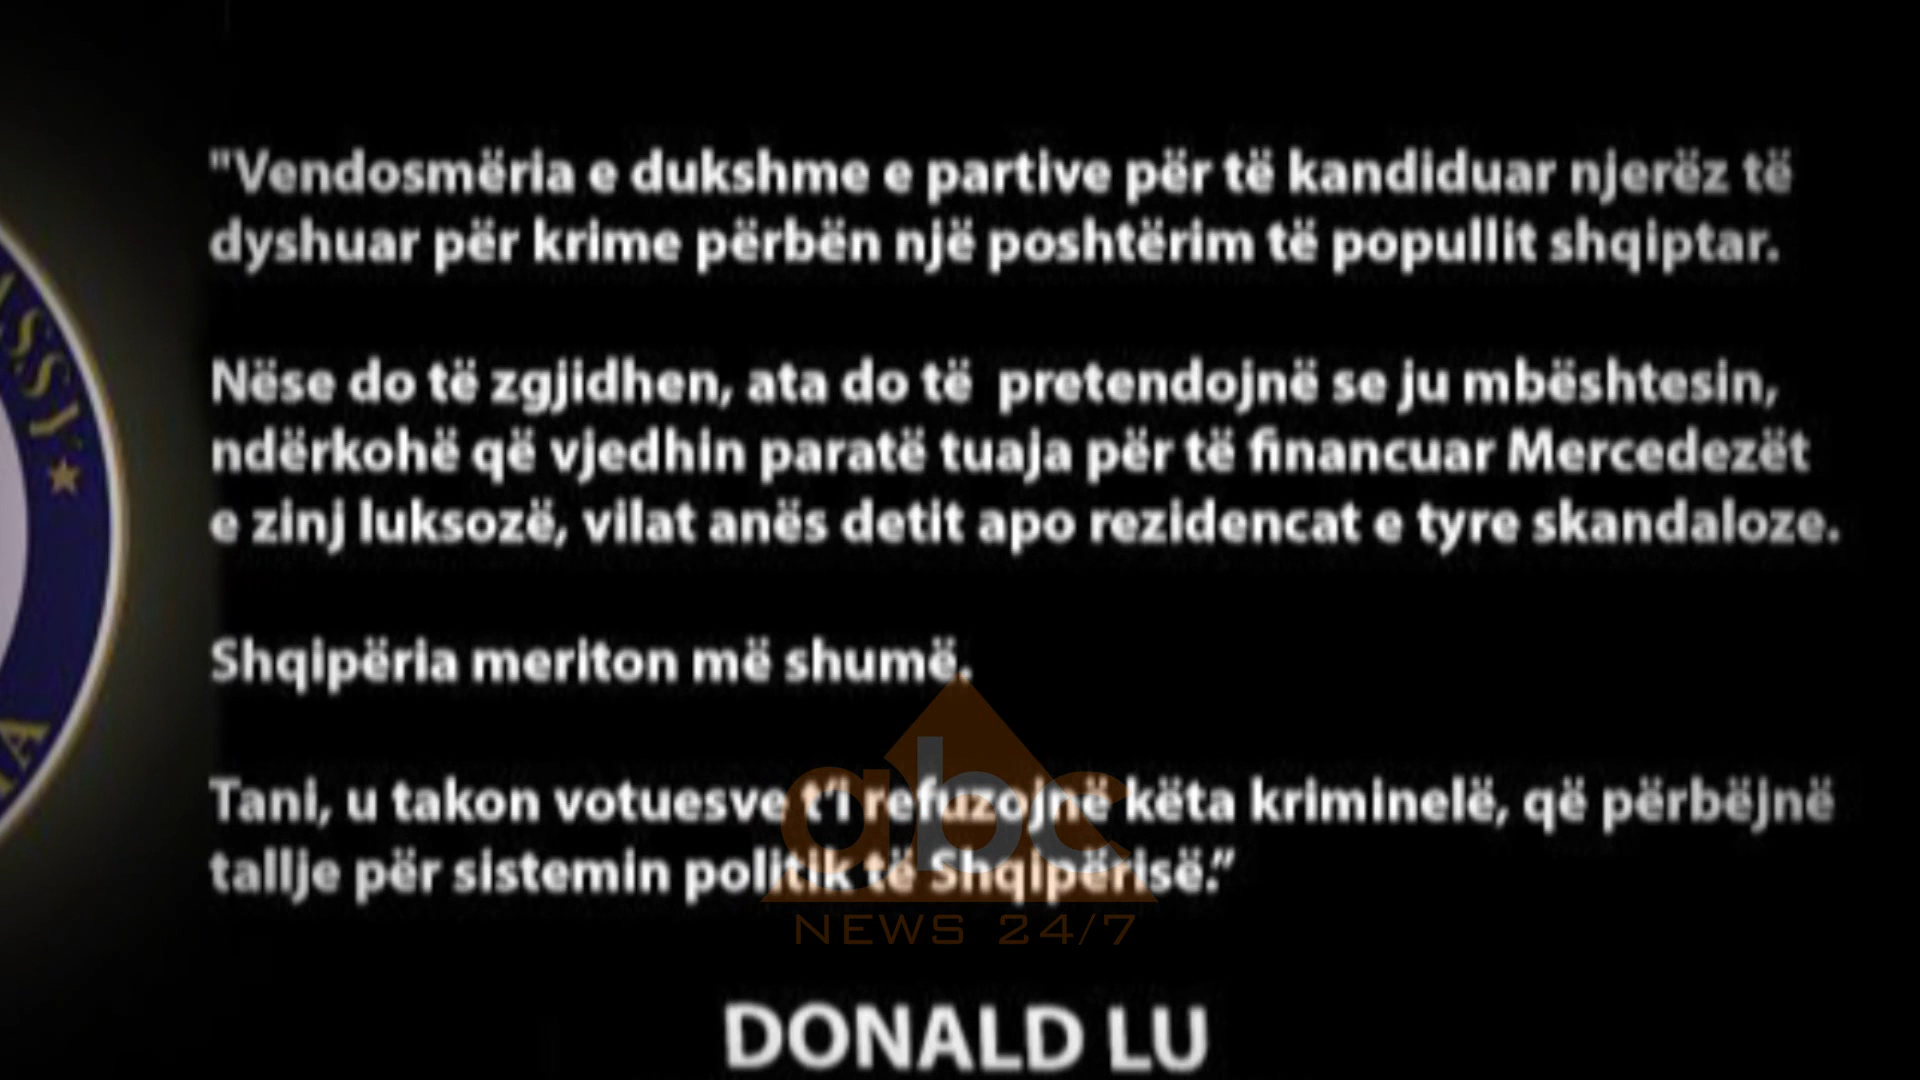 "Vendosmëria e dukshme e partive për të kandiduar njerëz të
dyshuar për krime përbën një poshtërim të popullit shqiptar.
Nëse do të zgjidhen, ata do të pretendojnë se ju mbështesin,
ndërkohë që vjedhin paratë tuaja për të financuar Mercedezët
e zinj luksozë, vilat anës detit apo rezidencat e tyre skandaloze.
Shqipëria meriton më shumë.
Tani, u takon votuesve t'i refuzojnë këta kriminelë, që përbëjnë
tallje për sistemin politik të Shqipërisë.”
abc
NEWS 24/7
DONALD LU